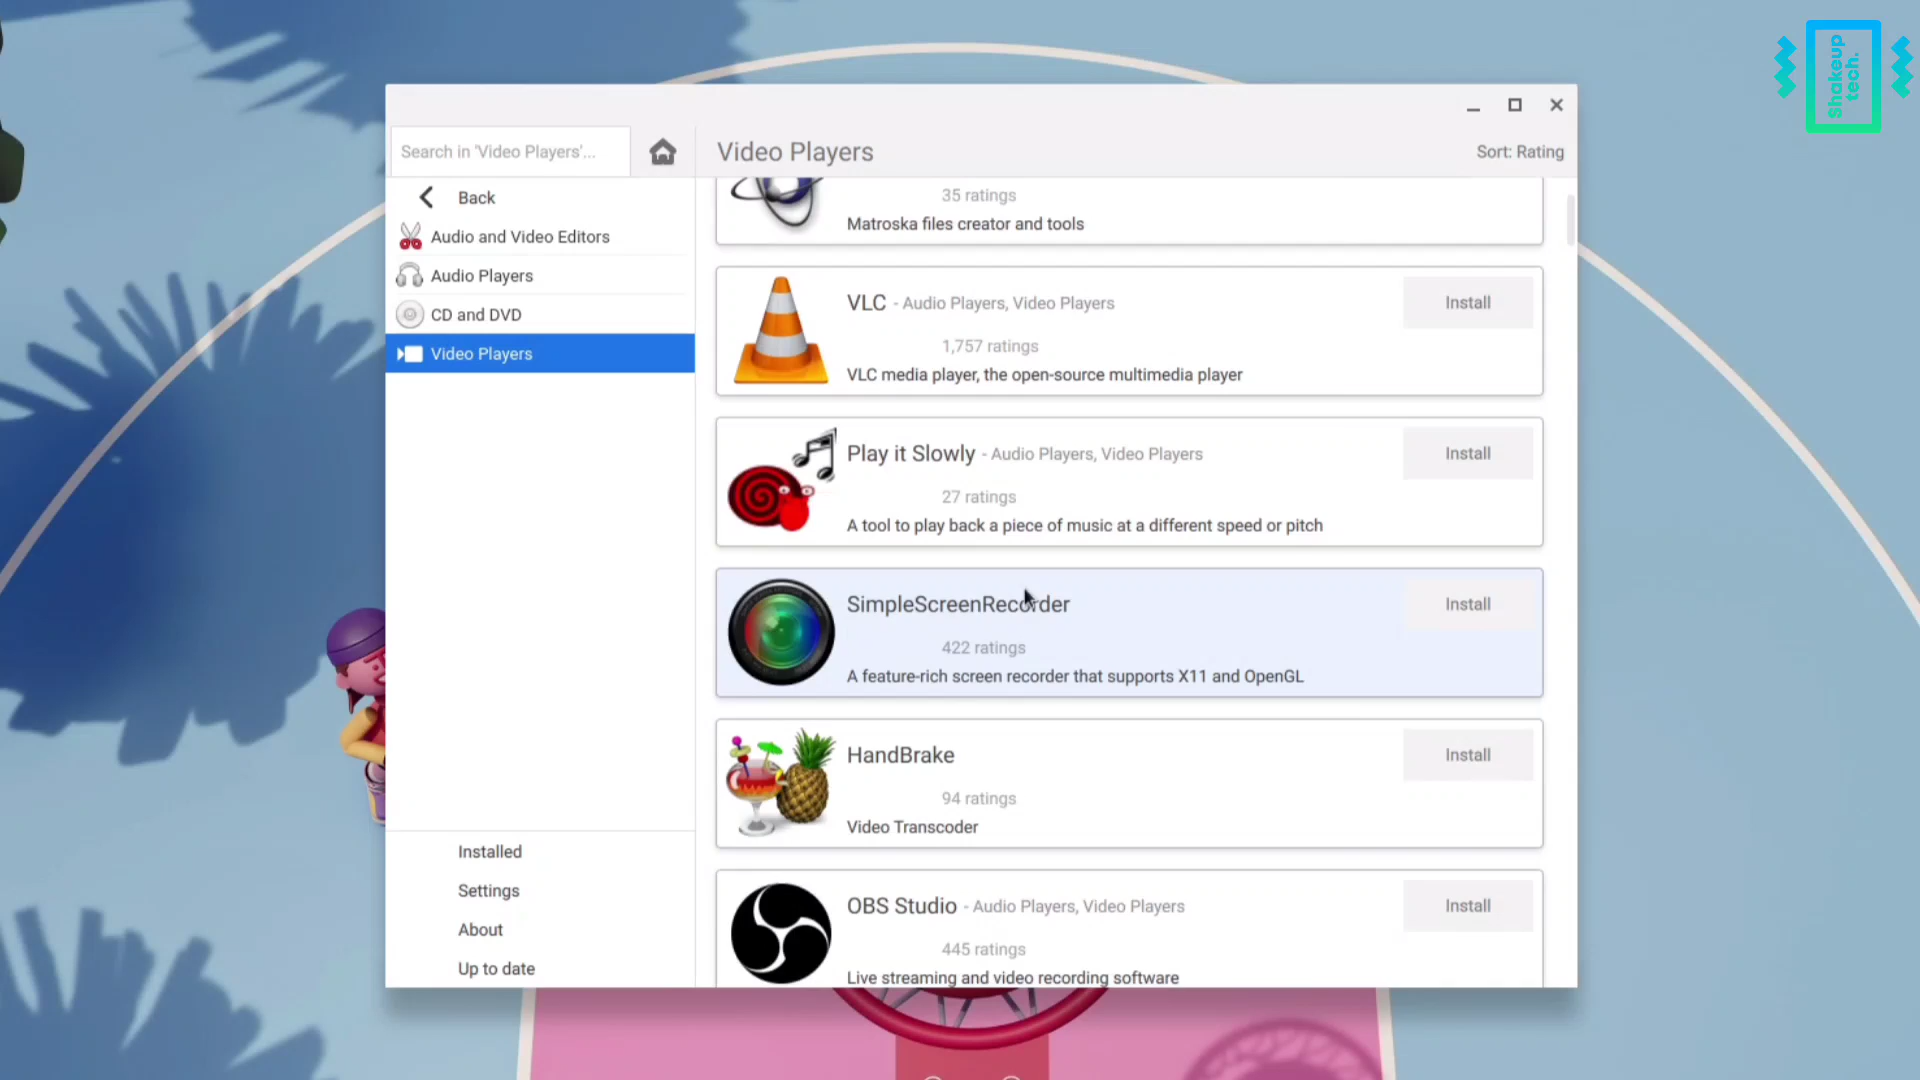 Shakeup
tech.
Search in 'Video Players'...
Video Players
Sort: Rating
Back
Audio and Video Editors
Audio Players
CD and DVD
Video Players
Installed
Settings
About
Up to date
35 ratings
Matroska files creator and tools
VLC - Audio Players, Video Players
Install
1,757 ratings
VLC media player, the open-source multimedia player
Play it Slowly - Audio Players, Video Players
Install
27 ratings
A tool to play back a piece of music at a different speed or pitch
SimpleScreenRecorder
Install
422 ratings
A feature-rich screen recorder that supports X11 and OpenGL
HandBrake
Install
94 ratings
Video Transcoder
OBS Studio - Audio Players, Video Players
Install
445 ratings
Live streaming and video recording software